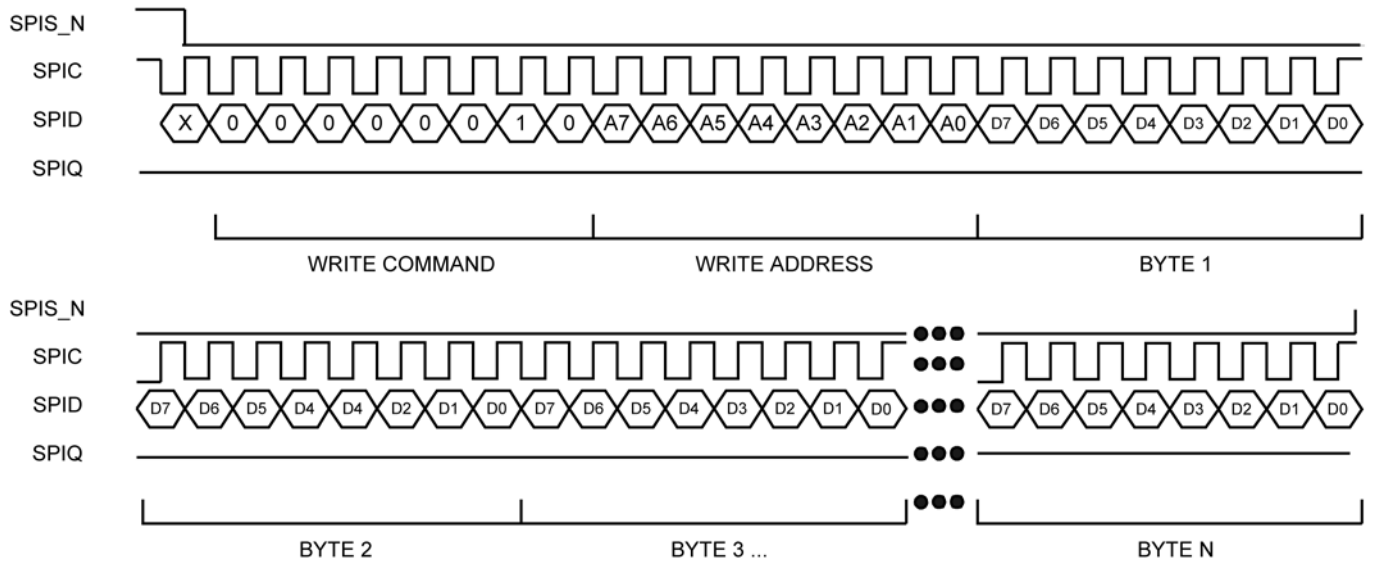 SPIS_N
SPIC
SPID X 0 0 0 0 0 0 1 0 A7 A6 A5 A4 A3 A2 A1 A0 D7 D6 D5 D4 D3 D2 D1 D0
SPIQ
WRITE COMMAND WRITE ADDRESS BYTE 1
SPIS_N
SPIC
SPID D7 D6 D5 D4 D4 D2 D1 D0 D7 D6 D5 D4 D3 D2 D1 D0 D7 D6 D5 D4 D3 D2 D1 D0
SPIQ
BYTE 2 BYTE 3 ... BYTE N